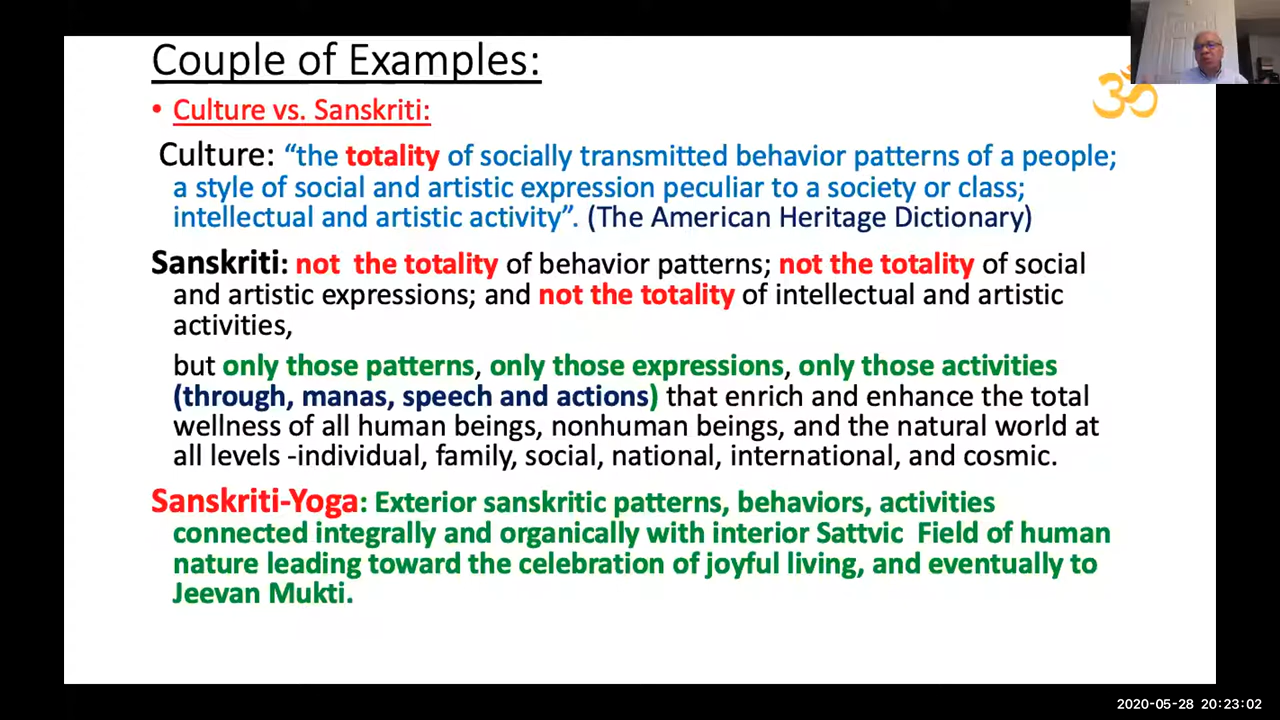 Couple of Examples:
• Culture vs. Sanskriti:
Culture: “the totality of socially transmitted behavior patterns of a people;
a style of social and artistic expression peculiar to a society or class;
intellectual and artistic activity”. (The American Heritage Dictionary)
Sanskriti: not the totality of behavior patterns; not the totality of social
and artistic expressions; and not the totality of intellectual and artistic
activities,
but only those patterns, only those expressions, only those activities
(through, manas, speech and actions) that enrich and enhance the total
wellness of all human beings, nonhuman beings, and the natural world at
all levels -individual, family, social, national, international, and cosmic.
Sanskriti-Yoga: Exterior sanskritic patterns, behaviors, activities
connected integrally and organically with interior Sattvic Field of human
nature leading toward the celebration of joyful living, and eventually to
Jeevan Mukti.
ॐ
2020-05-28 20:23:02